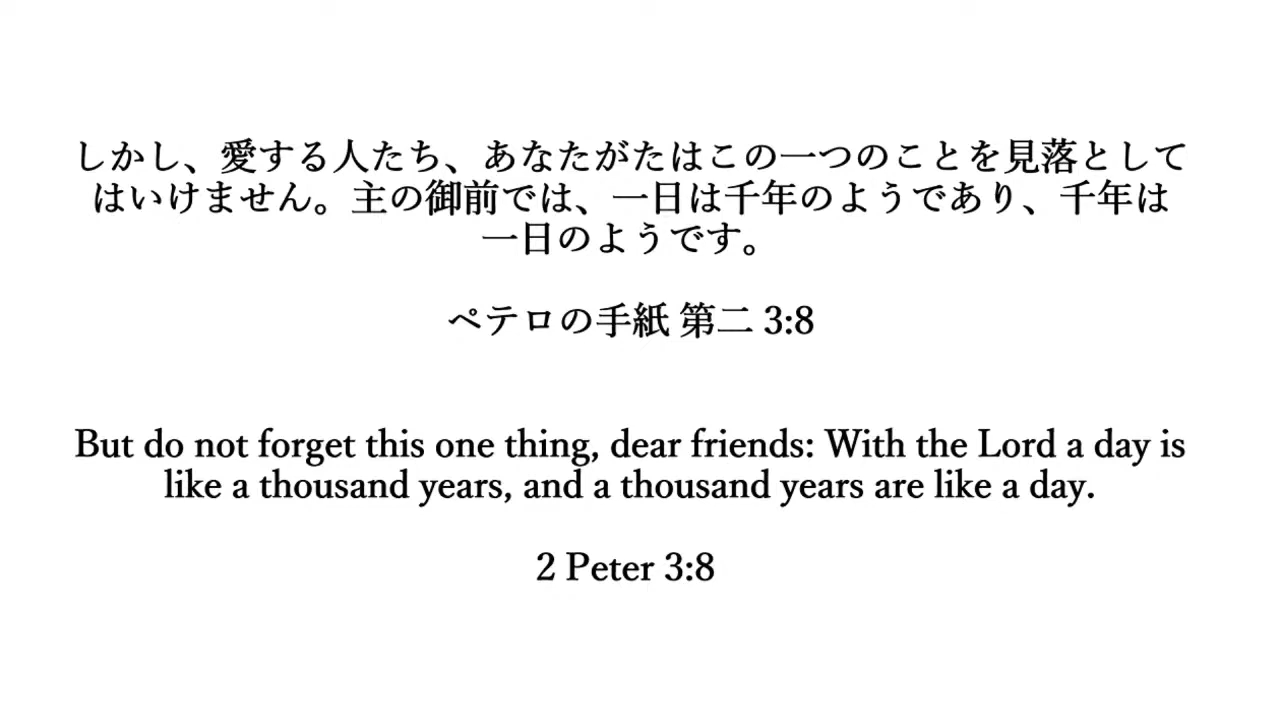 しかし、愛する人たち、あなたがたはこの一つのことを見落として
はいけません。主の御前では、一日は千年のようであり、千年は
一日のようです。
ペテロの手紙 第二 3:8
But do not forget this one thing, dear friends: With the Lord a day is
like a thousand years, and a thousand years are like a day.
2 Peter 3:8